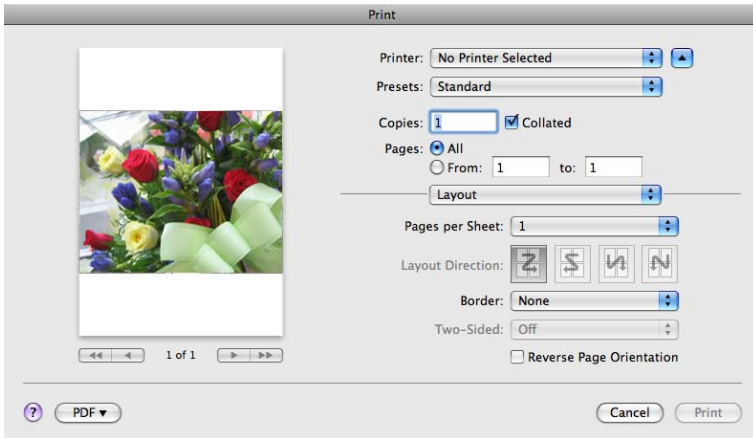 Print
Printer: No Printer Selected
Presets: Standard
Copies: 1 Collated
Pages: All
From: 1 to: 1
Layout
Pages per Sheet: 1
Layout Direction:
Border: None
Two-Sided: Off
Reverse Page Orientation
1 of 1
? PDF ▾ Cancel Print